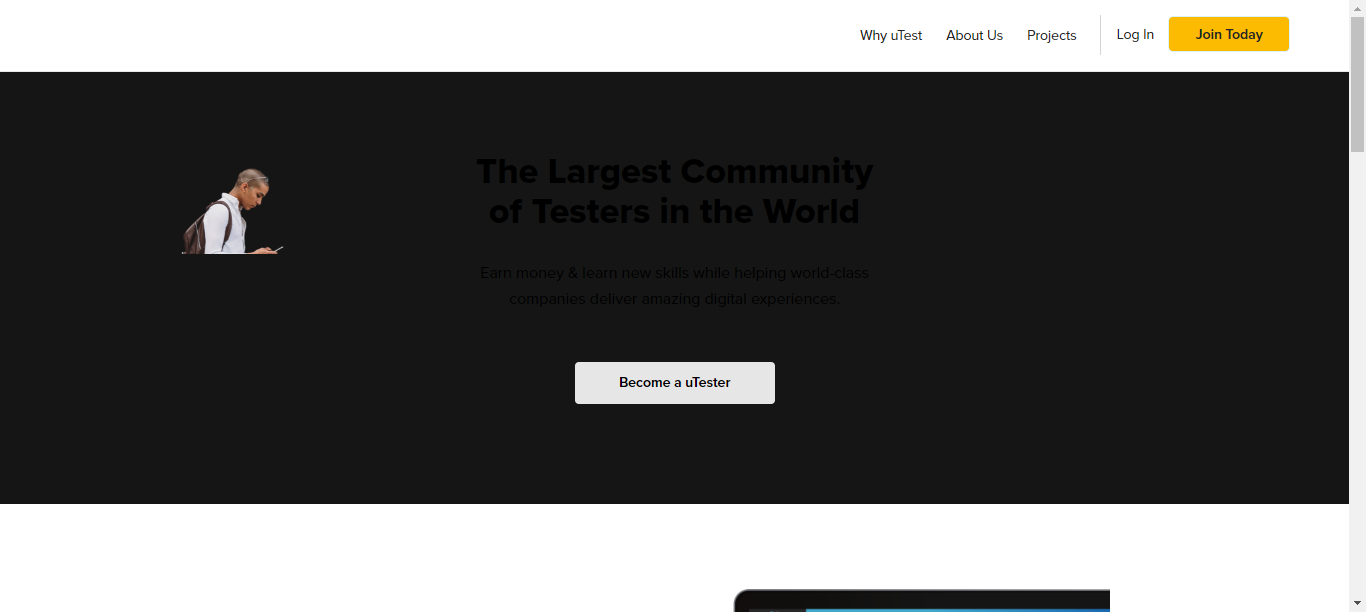 Why uTest
About Us
Projects
Log In
Join Today
The Largest Community
of Testers in the World
Earn money & learn new skills while helping world-class
companies deliver amazing digital experiences.
Become a uTester